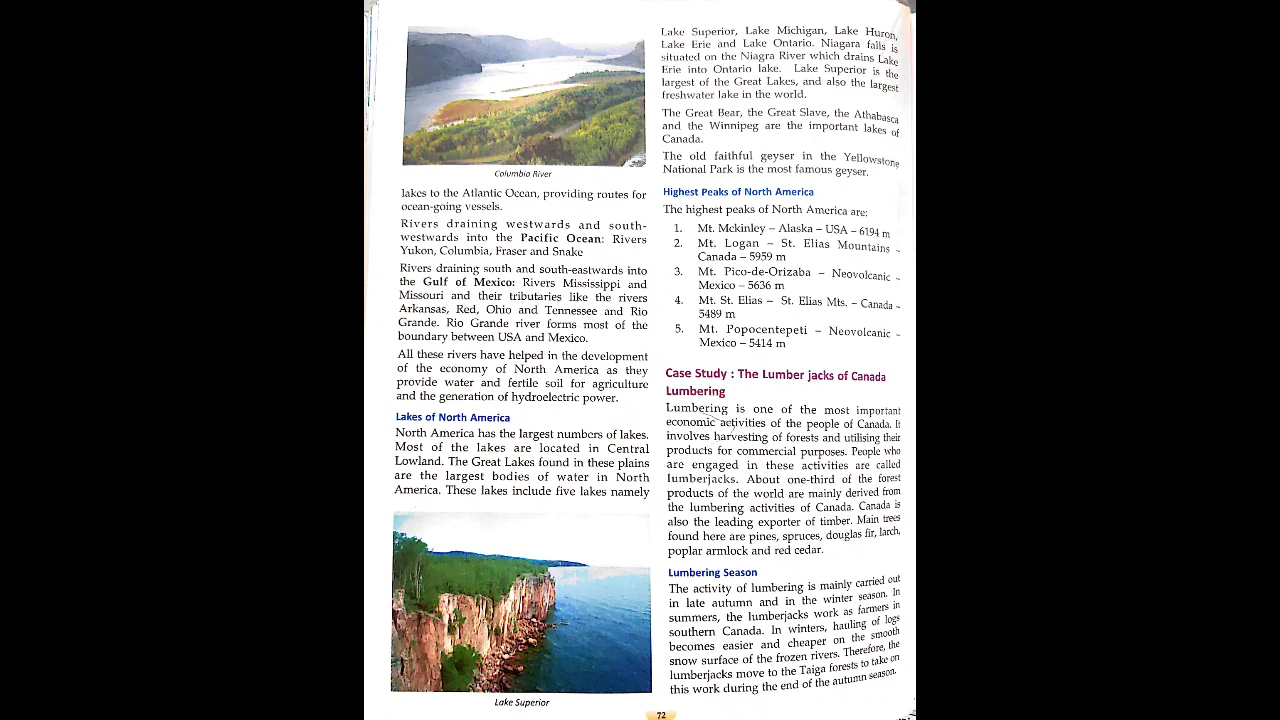 Columbia River
lakes to the Atlantic Ocean, providing routes for
ocean-going vessels.
Rivers draining westwards and south-
westwards into the Pacific Ocean: Rivers
Yukon, Columbia, Fraser and Snake
Rivers draining south and south-eastwards into
the Gulf of Mexico: Rivers Mississippi and
Missouri and their tributaries like the rivers
Arkansas, Red, Ohio and Tennessee and Rio
Grande. Rio Grande river forms most of the
boundary between USA and Mexico.
All these rivers have helped in the development
of the economy of North America as they
provide water and fertile soil for agriculture
and the generation of hydroelectric power.
Lakes of North America
North America has the largest numbers of lakes.
Most of the lakes are located in Central
Lowland. The Great Lakes found in these plains
are the largest bodies of water in North
America. These lakes include five lakes namely
Lake Superior
Lake Superior, Lake Michigan, Lake Huron,
Lake Erie and Lake Ontario. Niagara falls is
situated on the Niagra River which drains Lake
Erie into Ontario lake. Lake Superior is the
largest of the Great Lakes, and also the largest
freshwater lake in the world.
The Great Bear, the Great Slave, the Athabasca
and the Winnipeg are the important lakes of
Canada.
The old faithful geyser in the Yellowstone
National Park is the most famous geyser.
Highest Peaks of North America
The highest peaks of North America are:
1. Mt. Mckinley – Alaska – USA – 6194 m
2. Mt. Logan – St. Elias Mountains –
Canada – 5959 m
3. Mt. Pico-de-Orizaba – Neovolcanic –
Mexico – 5636 m
4. Mt. St. Elias – St. Elias Mts. – Canada –
5489 m
5. Mt. Popocentepeti – Neovolcanic –
Mexico – 5414 m
Case Study : The Lumber jacks of Canada
Lumbering
Lumbering is one of the most important
economic activities of the people of Canada. It
involves harvesting of forests and utilising their
products for commercial purposes. People who
are engaged in these activities are called
lumberjacks. About one-third of the forest
products of the world are mainly derived from
the lumbering activities of Canada. Canada is
also the leading exporter of timber. Main trees
found here are pines, spruces, douglas fir, larch,
poplar armlock and red cedar.
Lumbering Season
The activity of lumbering is mainly carried out
in late autumn and in the winter season. In
summers, the lumberjacks work as farmers in
southern Canada. In winters, hauling of logs
becomes easier and cheaper on the smooth
snow surface of the frozen rivers. Therefore, the
lumberjacks move to the Taiga forests to take on
this work during the end of the autumn season.
72